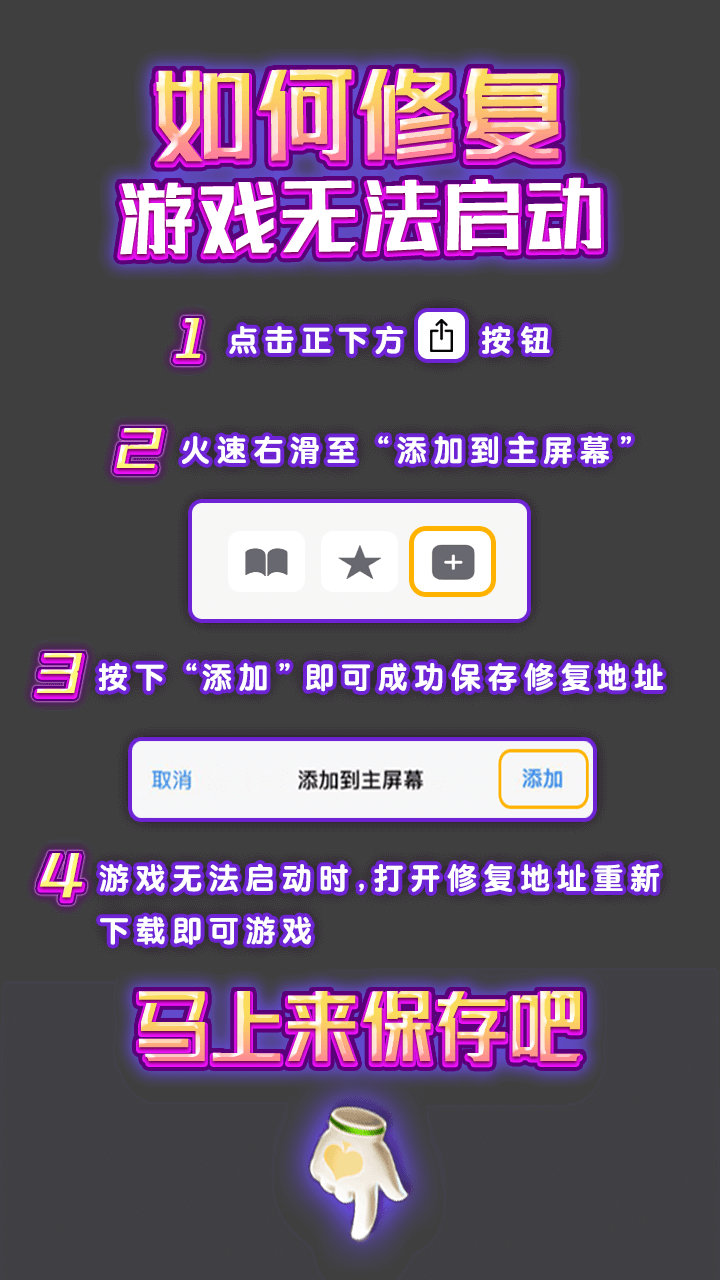 如何修复
游戏无法启动
1 点击正下方 按钮
2 火速右滑至“添加到主屏幕”
3 按下“添加”即可成功保存修复地址
取消 添加到主屏幕 添加
4 游戏无法启动时,打开修复地址重新
下载即可游戏
马上来保存吧